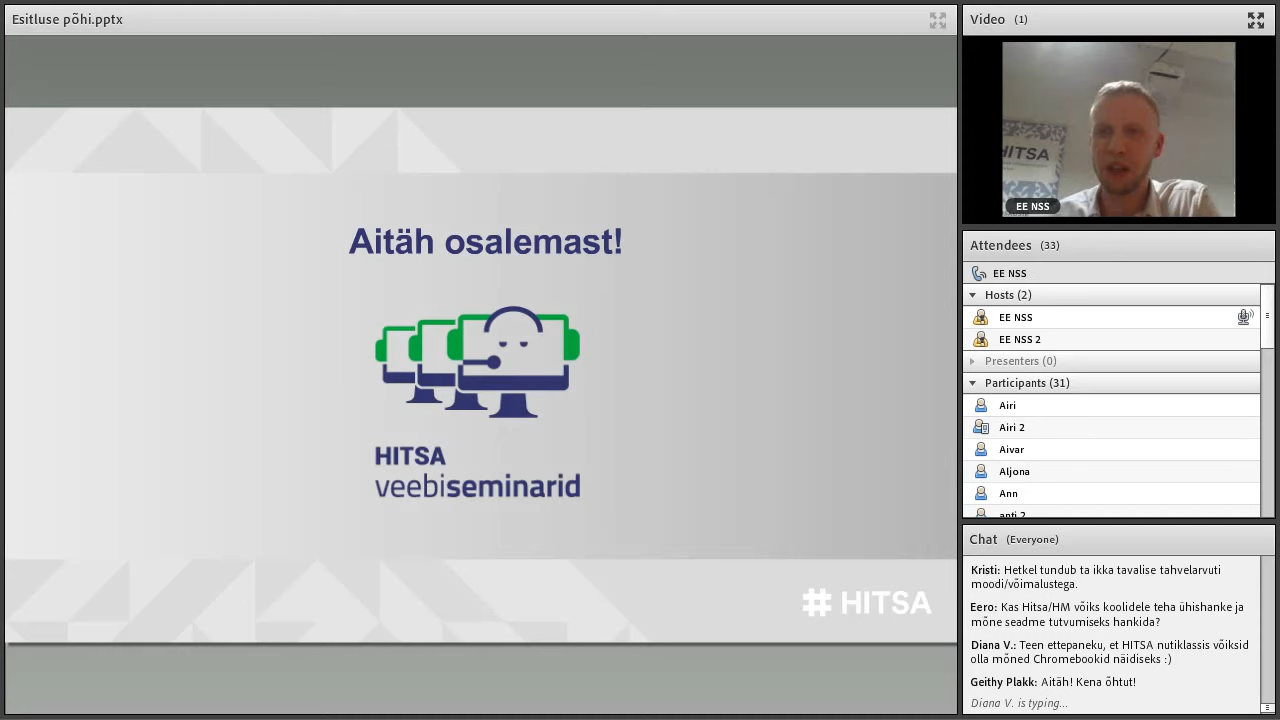 Esitluse põhi.pptx
Aitäh osalemast!
HITSA
veebiseminarid
# HITSA
Video (1)
HITSA
EE NSS
Attendees (33)
EE NSS
Hosts (2)
EE NSS
EE NSS 2
Presenters (0)
Participants (31)
Airi
Airi 2
Aivar
Aljona
Ann
anti 2
Chat (Everyone)
Kristi: Hetkel tundub ta ikka tavalise tahvelarvuti
moodi/võimalustega.
Eero: Kas Hitsa/HM võiks koolidele teha ühishanke ja
mõne seadme tutvumiseks hankida?
Diana V.: Teen ettepaneku, et HITSA nutiklassis võiksid
olla mõned Chromebookid näidiseks :)
Geithy Plakk: Aitäh! Kena õhtut!
Diana V. is typing...